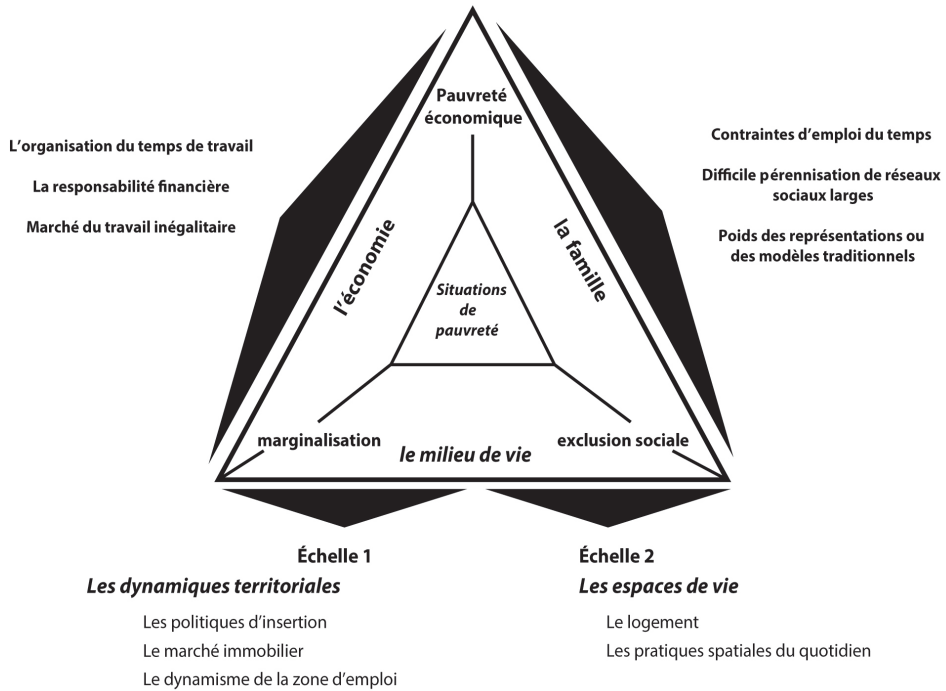 Pauvreté
économique
L’organisation du temps de travail
La responsabilité financière
Marché du travail inégalitaire
Contraintes d’emploi du temps
Difficile pérennisation de réseaux
sociaux larges
Poids des représentations ou
des modèles traditionnels
l’économie
la famille
Situations
de
pauvreté
marginalisation
exclusion sociale
le milieu de vie
Échelle 1
Les dynamiques territoriales
Les politiques d’insertion
Le marché immobilier
Le dynamisme de la zone d’emploi
Échelle 2
Les espaces de vie
Le logement
Les pratiques spatiales du quotidien